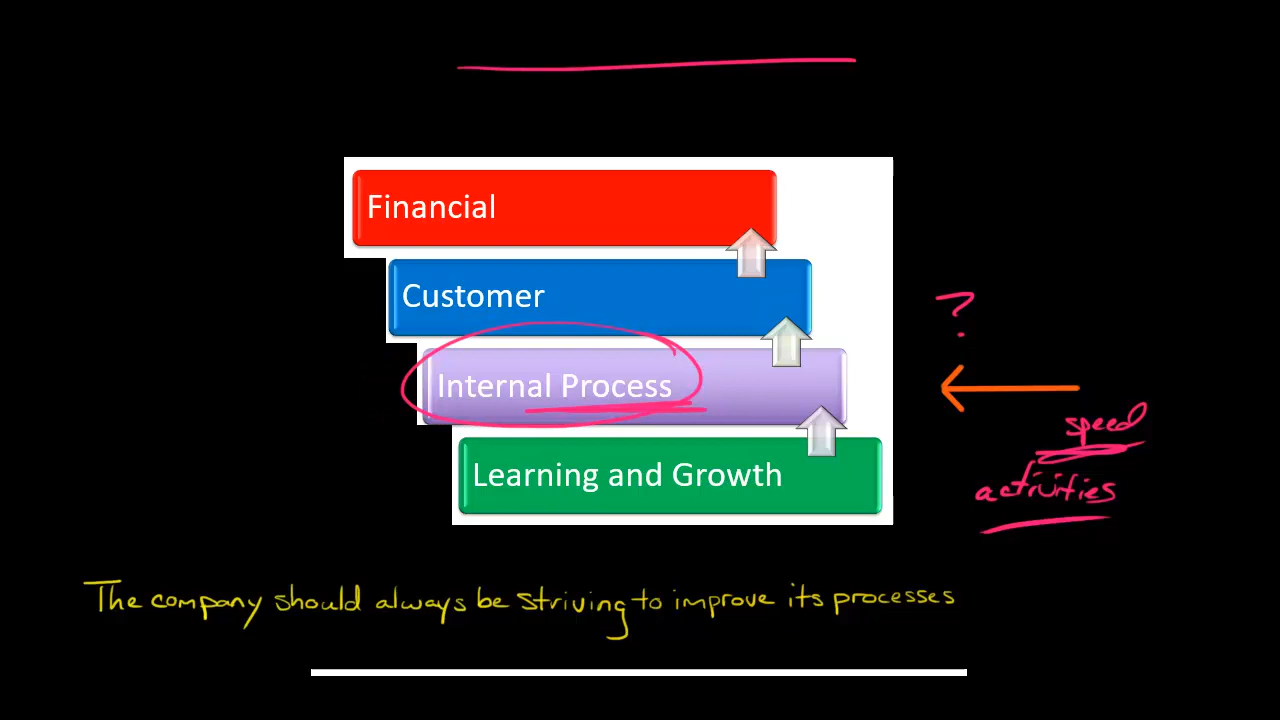 Financial
Customer
?
Internal Process
speed
Learning and Growth
activities
The company should always be striving to improve its processes